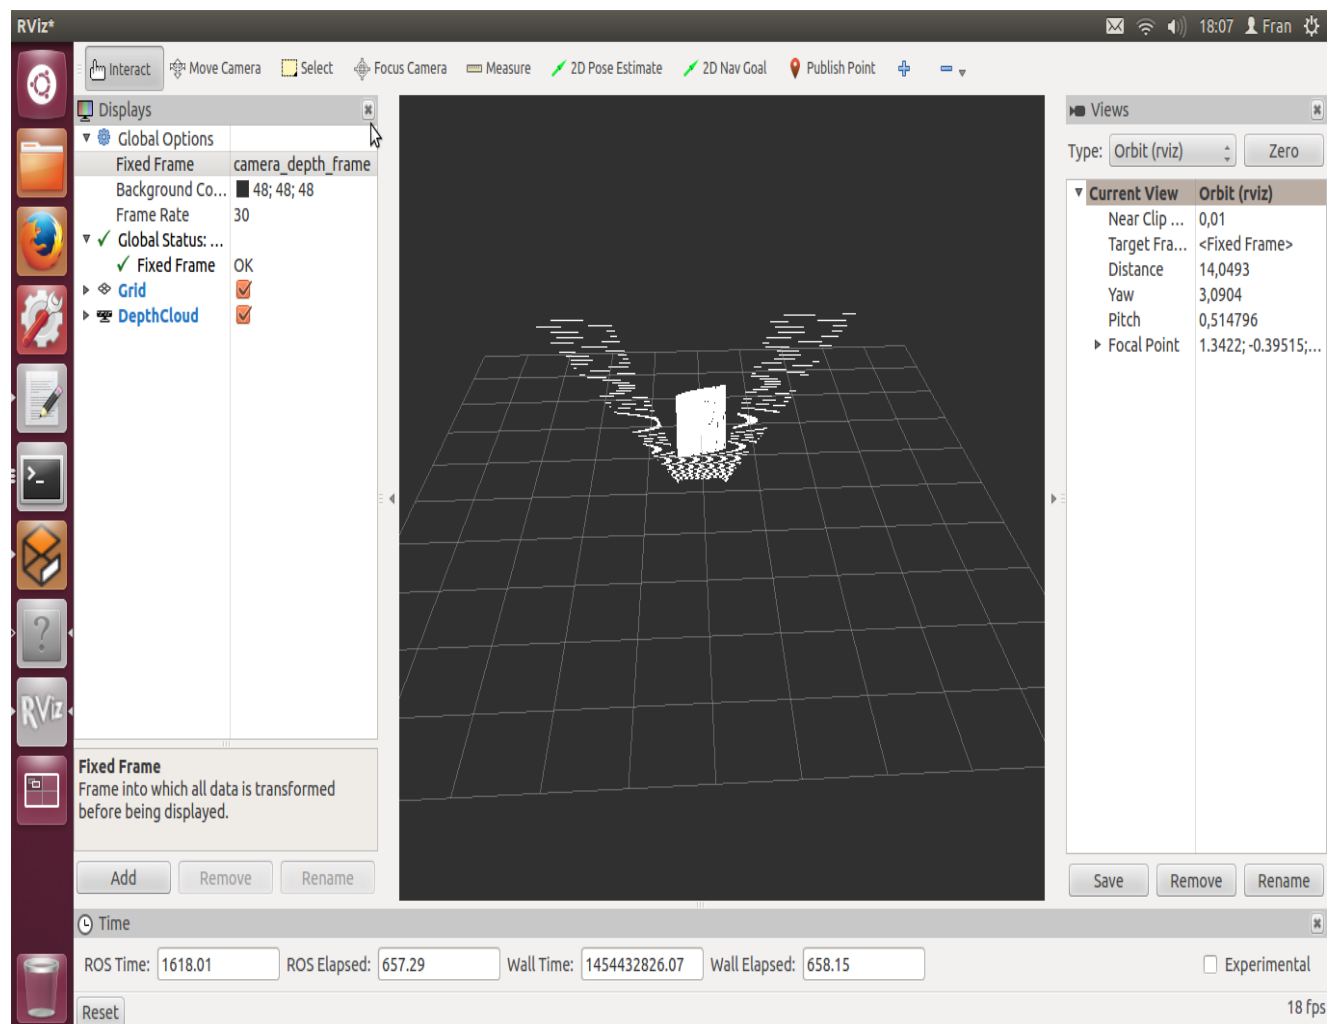 RViz*
18:07 Fran
Interact Move Camera Select Focus Camera Measure 2D Pose Estimate 2D Nav Goal Publish Point
Displays
Global Options
Fixed Frame camera_depth_frame
Background Co... 48; 48; 48
Frame Rate 30
Global Status: ...
Fixed Frame OK
Grid
DepthCloud
Fixed Frame
Frame into which all data is transformed
before being displayed.
Add Remove Rename
Views
Type: Orbit (rviz) Zero
Current View Orbit (rviz)
Near Clip ... 0,01
Target Fra... <Fixed Frame>
Distance 14,0493
Yaw 3,0904
Pitch 0,514796
Focal Point 1.3422; -0.39515;...
Save Remove Rename
RViz
Time
ROS Time: 1618.01 ROS Elapsed: 657.29 Wall Time: 1454432826.07 Wall Elapsed: 658.15 Experimental
Reset 18 fps